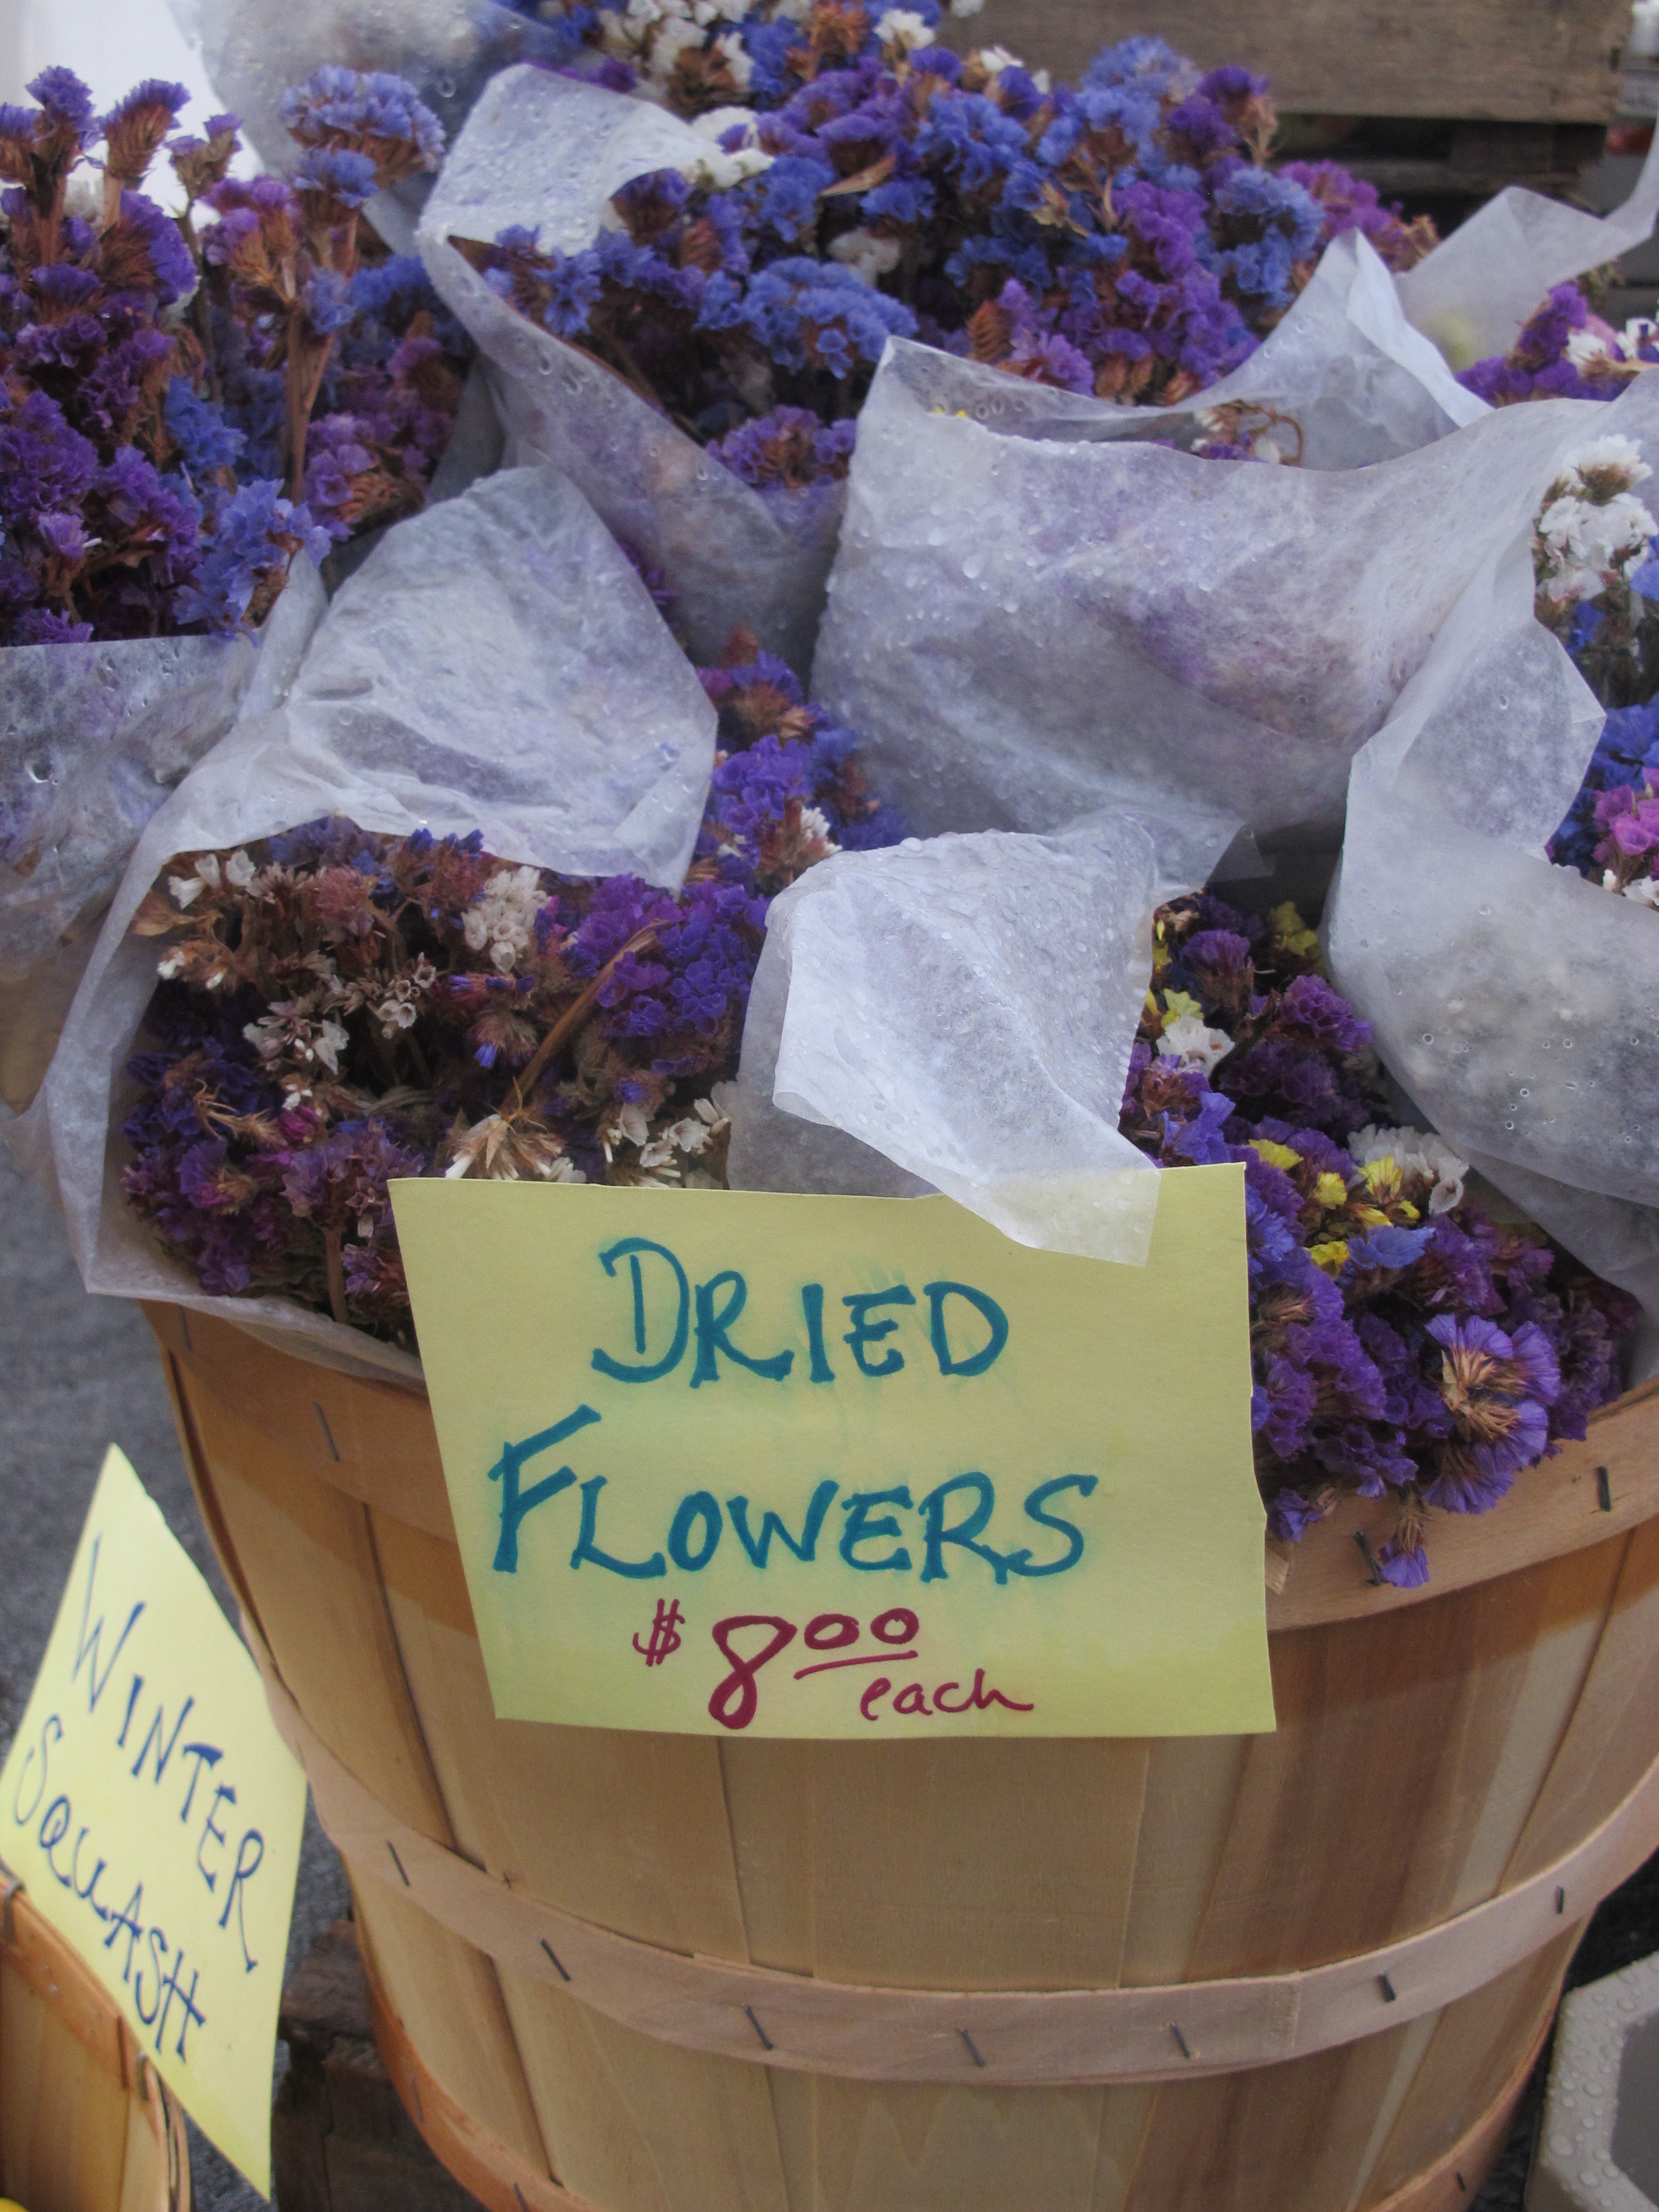 DRIED
FLOWERS
$ 8.00
each
WINTER
SQUASH